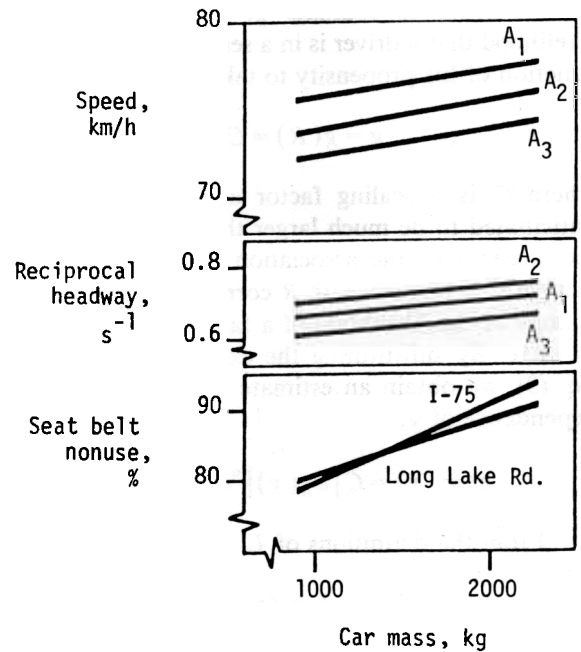 80
Speed,
km/h
70
A1
A2
A3
Reciprocal
headway,
s-1
0.8
0.6
A2
A1
A3
Seat belt
nonuse,
%
90
80
I-75
Long Lake Rd.
1000
2000
Car mass, kg